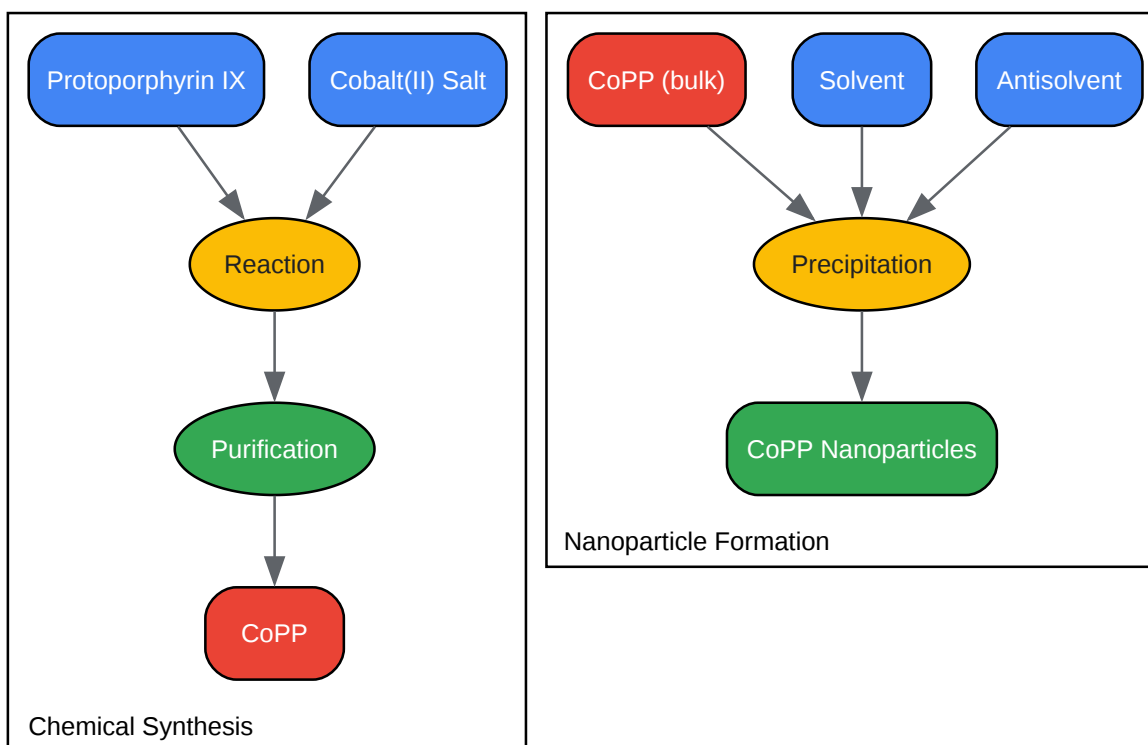 Protoporphyrin IX
Cobalt(II) Salt
Reaction
Purification
CoPP
Chemical Synthesis
CoPP (bulk)
Solvent
Antisolvent
Precipitation
CoPP Nanoparticles
Nanoparticle Formation